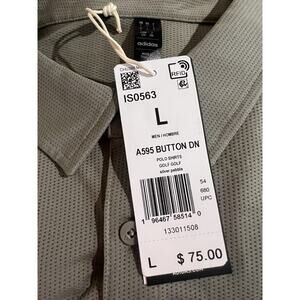 adidas
RFID
IS0563
L
MEN / HOMBRE
A595 BUTTON DN
POLO SHIRTS
GOLF GOLF
silver pebble
54
680
UPC
1 96467 58514 0
133011508
L $ 75.00